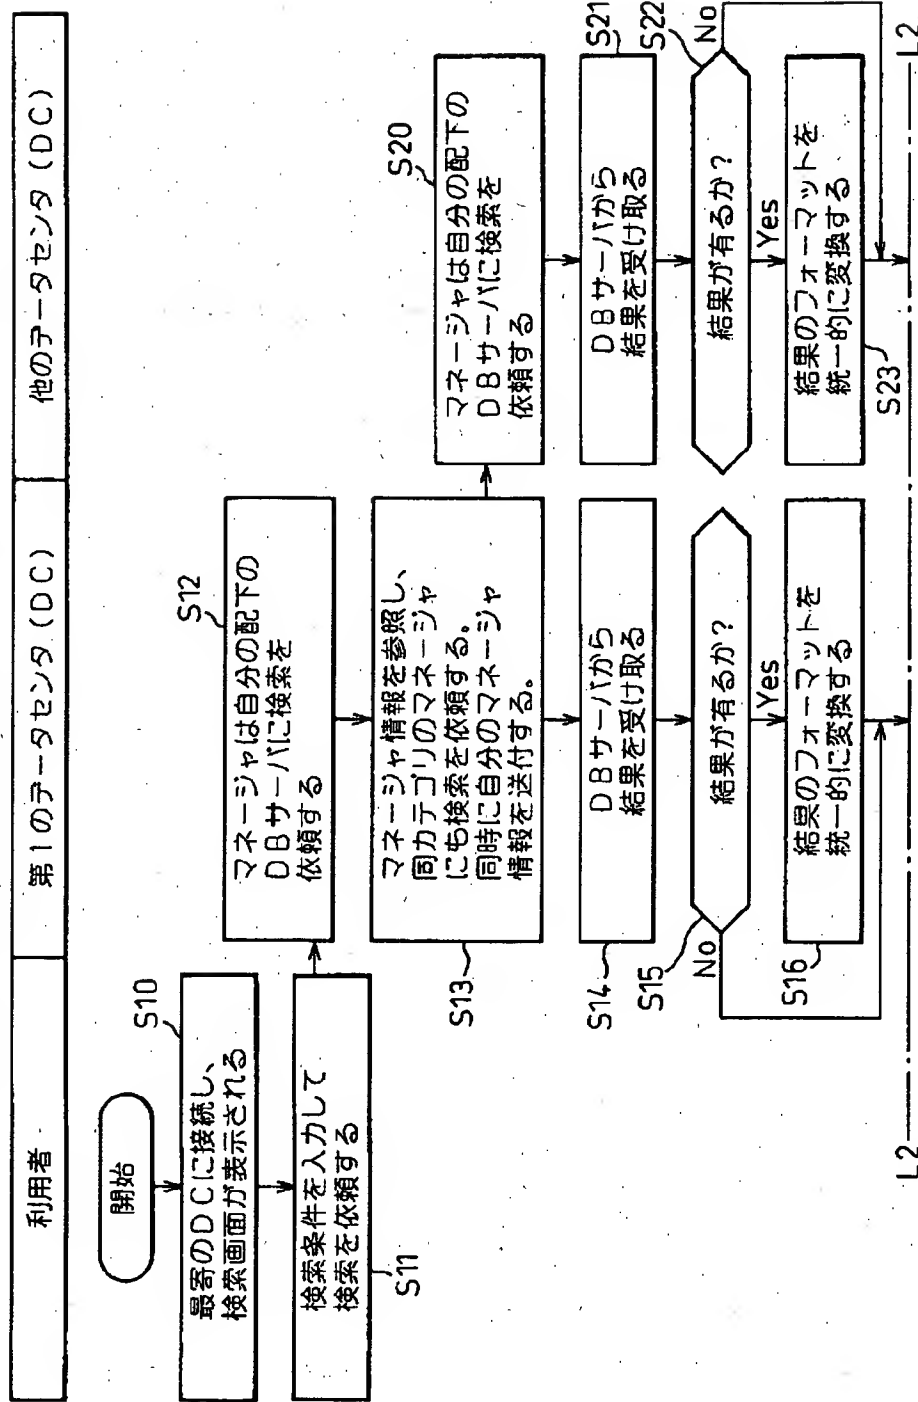 利用者
第1のデータセンタ(DC)
他のデータセンタ(DC)
開始
S10
最寄のDCに接続し、
検索画面が表示される
S11
検索条件を入力して
検索を依頼する
S12
マネージャは自分の配下の
DBサーバに検索を
依頼する
S13
マネージャ情報を参照し、
同カテゴリのマネージャ
にも検索を依頼する。
同時に自分のマネージャ
情報を送付する。
S20
マネージャは自分の配下の
DBサーバに検索を
依頼する
S14
DBサーバから
結果を受け取る
S21
DBサーバから
結果を受け取る
S15
No
結果が有るか?
Yes
S22
No
結果が有るか?
Yes
S16
結果のフォーマットを
統一的に変換する
S23
結果のフォーマットを
統一的に変換する
L2
L2